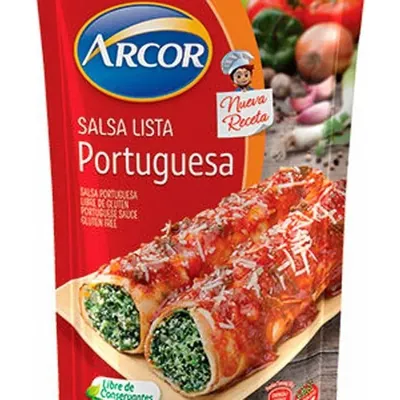 ARCOR
Nueva
Receta
SALSA LISTA
Portuguesa
SALSA PORTUGUESA
LIBRE DE GLUTEN
PORTUGUESE SAUCE
GLUTEN FREE
Libre de
Conservantes